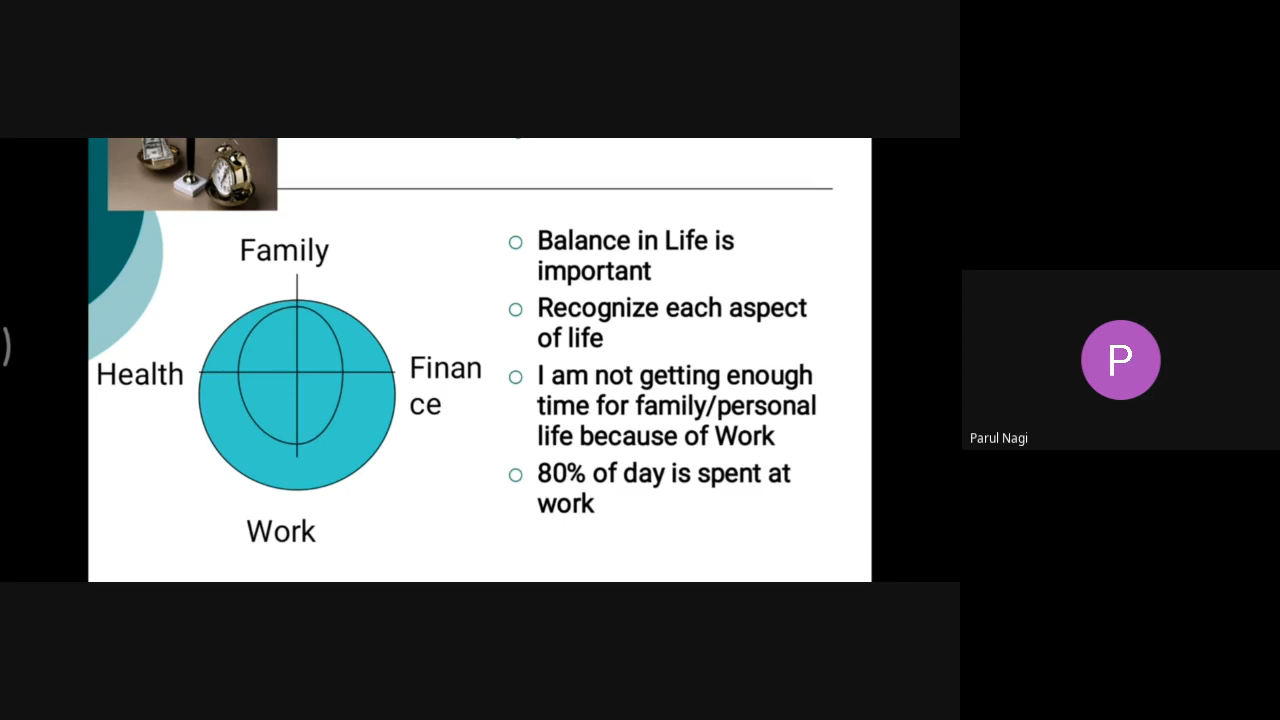 Family
Health
Finan
ce
Work
Balance in Life is
important
Recognize each aspect
of life
I am not getting enough
time for family/personal
life because of Work
80% of day is spent at
work
P
Parul Nagi